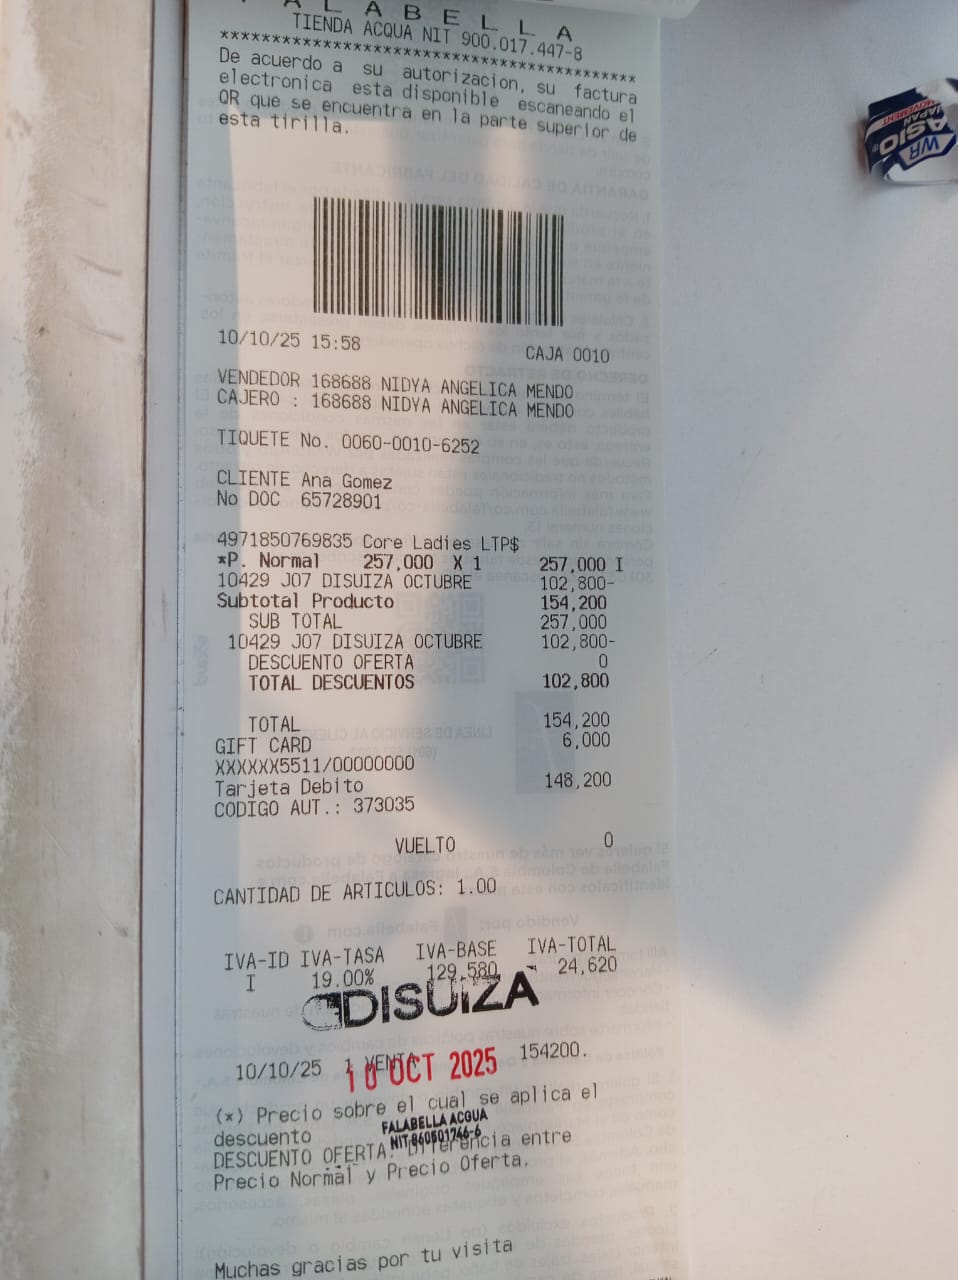 FALABELLA
TIENDA ACQUA NIT 900.017.447-8
****************************************
De acuerdo a su autorizacion, su factura
electronica esta disponible escaneando el
QR que se encuentra en la parte superior de
esta tirilla.
10/10/25 15:58 CAJA 0010
VENDEDOR 168688 NIDYA ANGELICA MENDO
CAJERO : 168688 NIDYA ANGELICA MENDO
TIQUETE No. 0060-0010-6252
CLIENTE Ana Gomez
No DOC 65728901
4971850769835 Core Ladies LTP$
*P. Normal 257,000 X 1 257,000 I
10429 J07 DISUIZA OCTUBRE 102,800-
Subtotal Producto 154,200
SUB TOTAL 257,000
10429 J07 DISUIZA OCTUBRE 102,800-
DESCUENTO OFERTA 0
TOTAL DESCUENTOS 102,800
TOTAL 154,200
GIFT CARD 6,000
XXXXXX5511/00000000
Tarjeta Debito 148,200
CODIGO AUT.: 373035
VUELTO 0
CANTIDAD DE ARTICULOS: 1.00
IVA-ID IVA-TASA IVA-BASE IVA-TOTAL
I 19.00% 129,580 24,620
DISUIZA
10/10/25 1 VENTA 154200.
10 OCT 2025
(*) Precio sobre el cual se aplica el
descuento
FALABELLA ACQUA
NIT 860501746-6
DESCUENTO OFERTA: Diferencia entre
Precio Normal y Precio Oferta.
Muchas gracias por tu visita
WR
ASIO
JAPAN
MOVEMENT